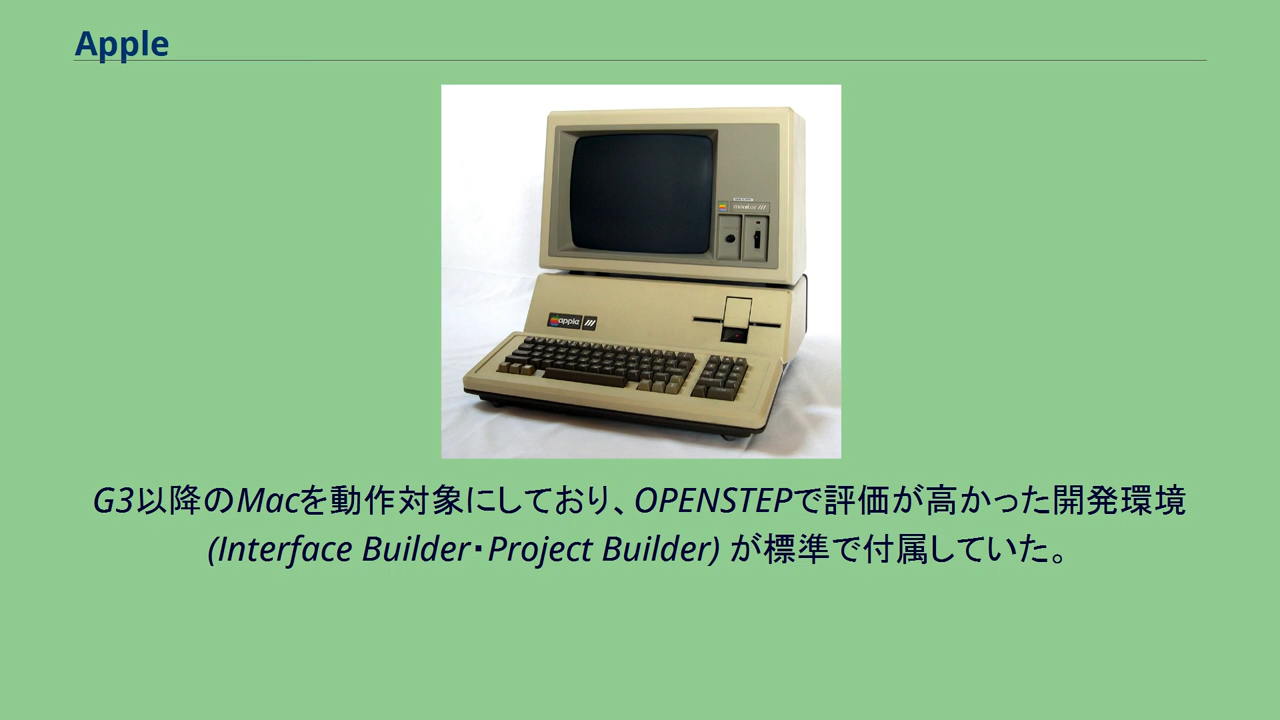 Apple
monitor ///
apple ///
G3以降のMacを動作対象にしており、OPENSTEPで評価が高かった開発環境
(Interface Builder・Project Builder) が標準で付属していた。